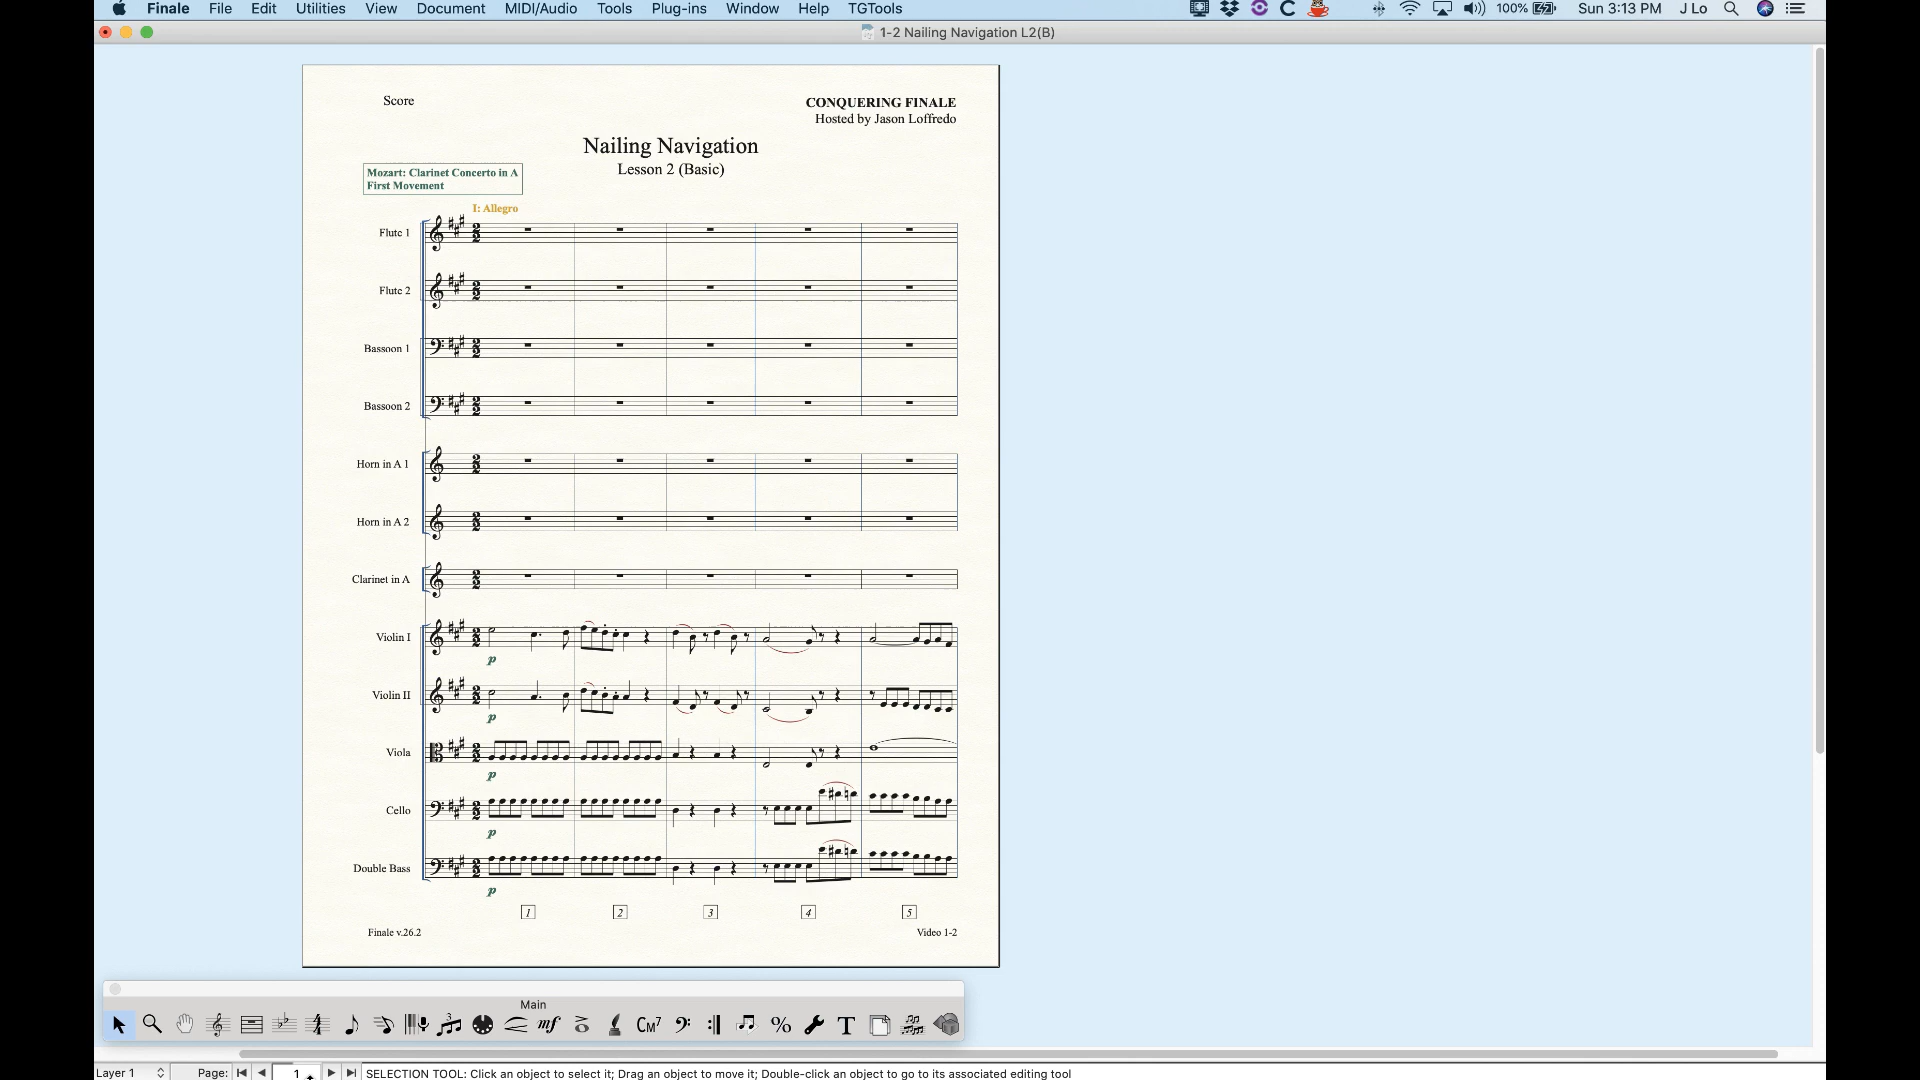 Finale File Edit Utilities View Document MIDI/Audio Tools Plug-ins Window Help TGTools 100% Sun 3:13 PM J Lo
1-2 Nailing Navigation L2(B)
Score
CONQUERING FINALE
Hosted by Jason Loffredo
Nailing Navigation
Lesson 2 (Basic)
Mozart: Clarinet Concerto in A
First Movement
I: Allegro
Flute 1
Flute 2
Bassoon 1
Bassoon 2
Horn in A 1
Horn in A 2
Clarinet in A
Violin I
p
Violin II
p
Viola
p
Cello
p
Double Bass
p
1 2 3 4 5
Finale v.26.2
Video 1-2
Main
mf CM7 % T
Layer 1 Page: 1 SELECTION TOOL: Click an object to select it; Drag an object to move it; Double-click an object to go to its associated editing tool